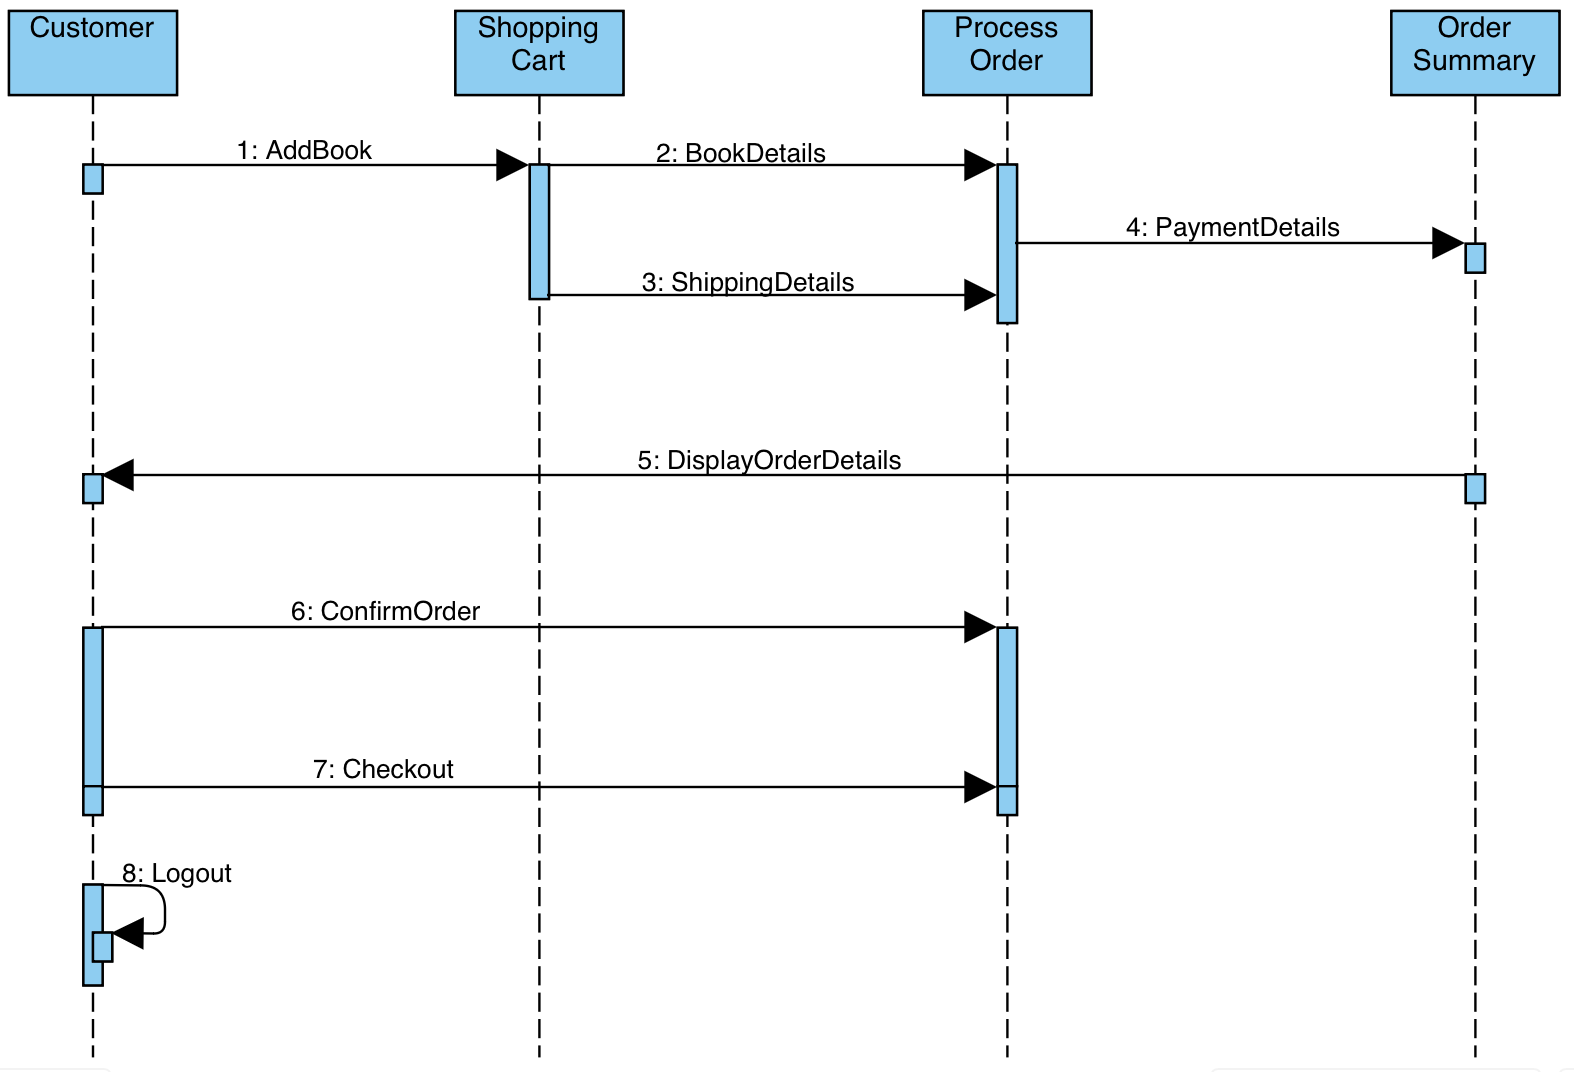 Customer
Shopping
Cart
Process
Order
Order
Summary
1: AddBook
2: BookDetails
4: PaymentDetails
3: ShippingDetails
5: DisplayOrderDetails
6: ConfirmOrder
7: Checkout
8: Logout